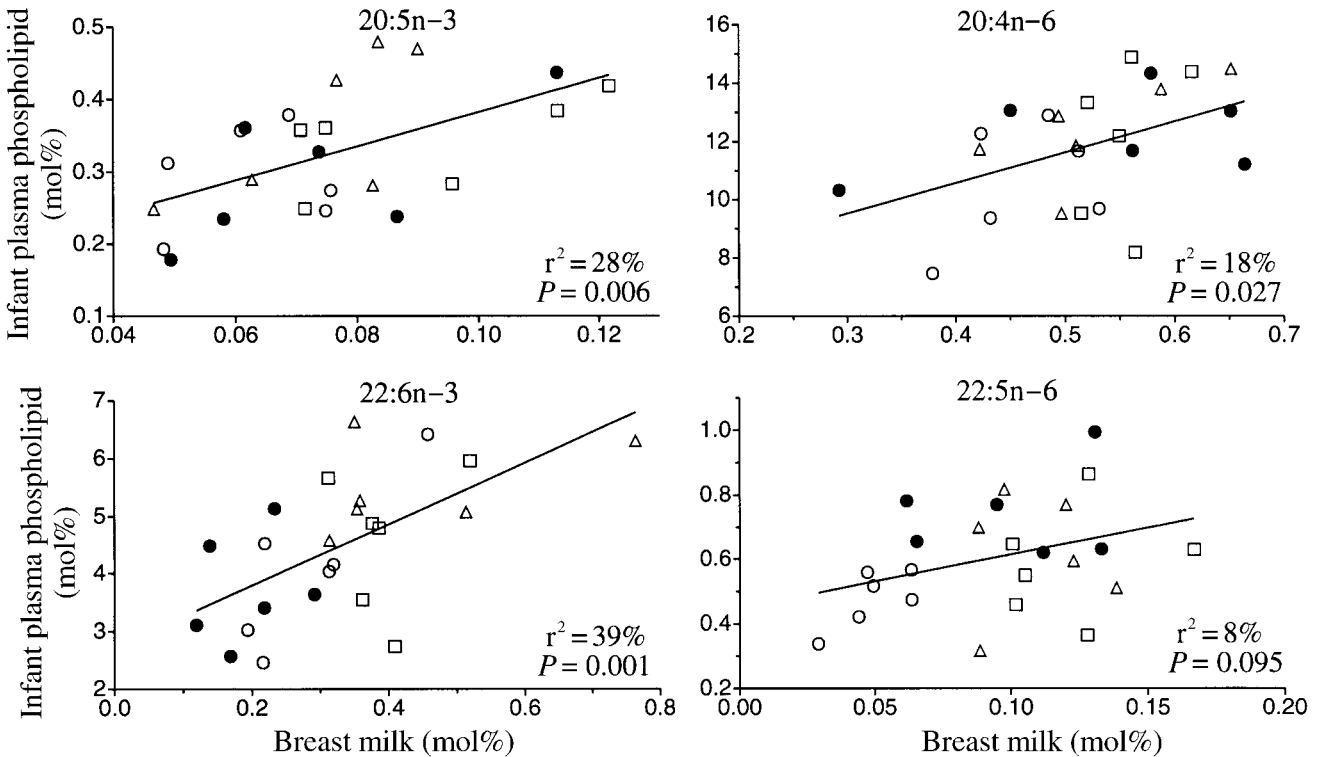 20:5n−3
Infant plasma phospholipid
(mol%)
0.5
0.4
0.3
0.2
0.1
0.04
0.06
0.08
0.10
0.12
r² = 28%
P = 0.006
20:4n−6
16
14
12
10
8
6
0.2
0.3
0.4
0.5
0.6
0.7
r² = 18%
P = 0.027
22:6n−3
Infant plasma phospholipid
(mol%)
7
6
5
4
3
2
0.0
0.2
0.4
0.6
0.8
r² = 39%
P = 0.001
Breast milk (mol%)
22:5n−6
1.0
0.8
0.6
0.4
0.2
0.00
0.05
0.10
0.15
0.20
r² = 8%
P = 0.095
Breast milk (mol%)